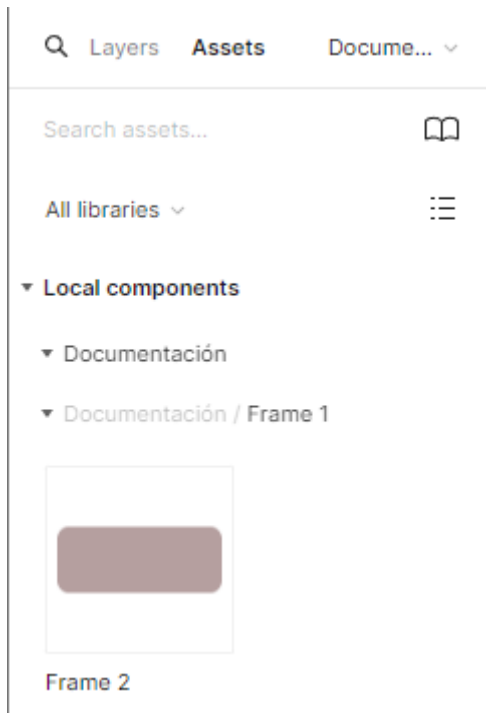 Layers Assets Docume...
Search assets...
All libraries
Local components
Documentación
Documentación / Frame 1
Frame 2